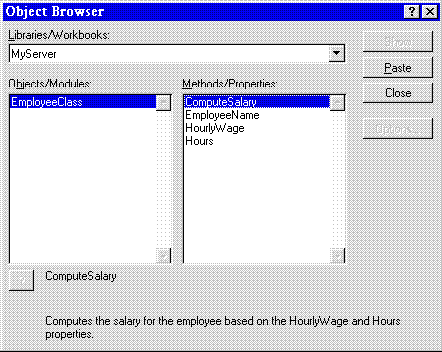 Object Browser
Libraries/Workbooks:
MyServer
Show
Paste
Close
Options...
Objects/Modules:
EmployeeClass
Methods/Properties:
ComputeSalary
EmployeeName
HourlyWage
Hours
?
ComputeSalary
Computes the salary for the employee based on the HourlyWage and Hours
properties.